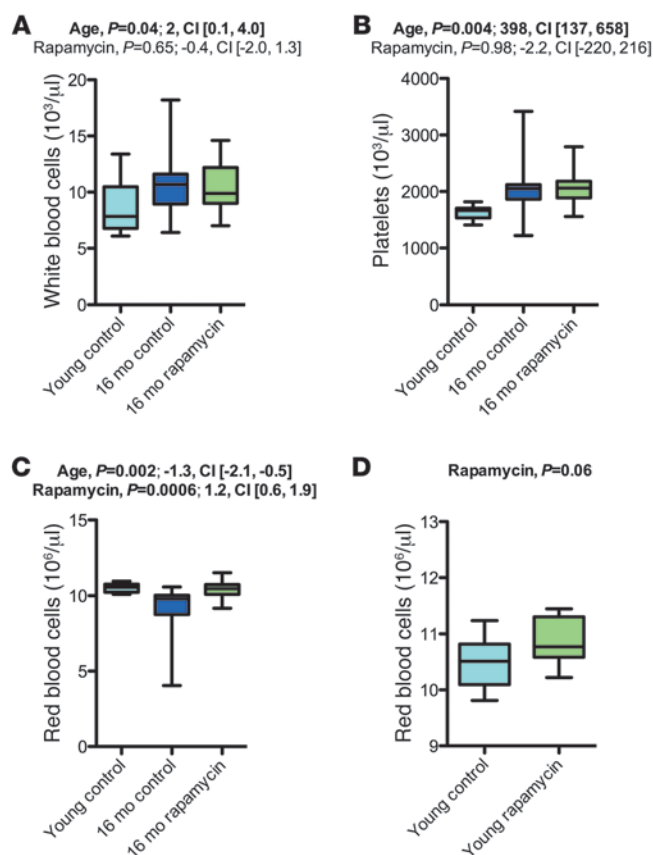 A
Age, P=0.04; 2, CI [0.1, 4.0]
Rapamycin, P=0.65; -0.4, CI [-2.0, 1.3]
White blood cells (10³/µl)
20
15
10
5
0
Young control
16 mo control
16 mo rapamycin
B
Age, P=0.004; 398, CI [137, 658]
Rapamycin, P=0.98; -2.2, CI [-220, 216]
Platelets (10³/µl)
4000
3000
2000
1000
0
Young control
16 mo control
16 mo rapamycin
C
Age, P=0.002; -1.3, CI [-2.1, -0.5]
Rapamycin, P=0.0006; 1.2, CI [0.6, 1.9]
Red blood cells (10⁶/µl)
15
10
5
0
Young control
16 mo control
16 mo rapamycin
D
Rapamycin, P=0.06
Red blood cells (10⁶/µl)
13
12
11
10
9
Young control
Young rapamycin